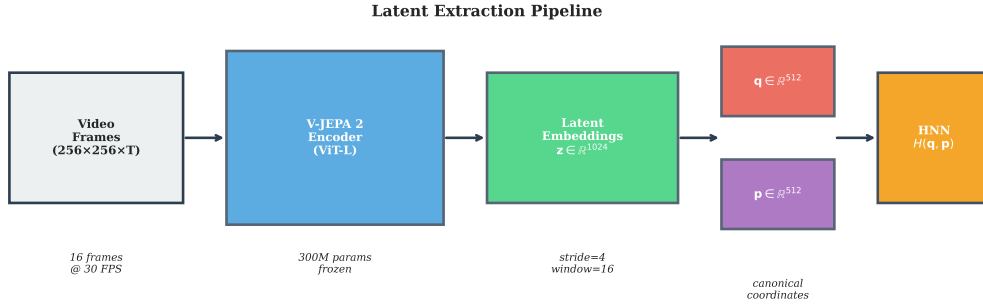 Latent Extraction Pipeline
Video
Frames
(256×256×T)
V-JEPA 2
Encoder
(ViT-L)
Latent
Embeddings
z ∈ ℝ¹⁰²⁴
q ∈ ℝ⁵¹²
p ∈ ℝ⁵¹²
HNN
H(q, p)
16 frames
@ 30 FPS
300M params
frozen
stride=4
window=16
canonical
coordinates